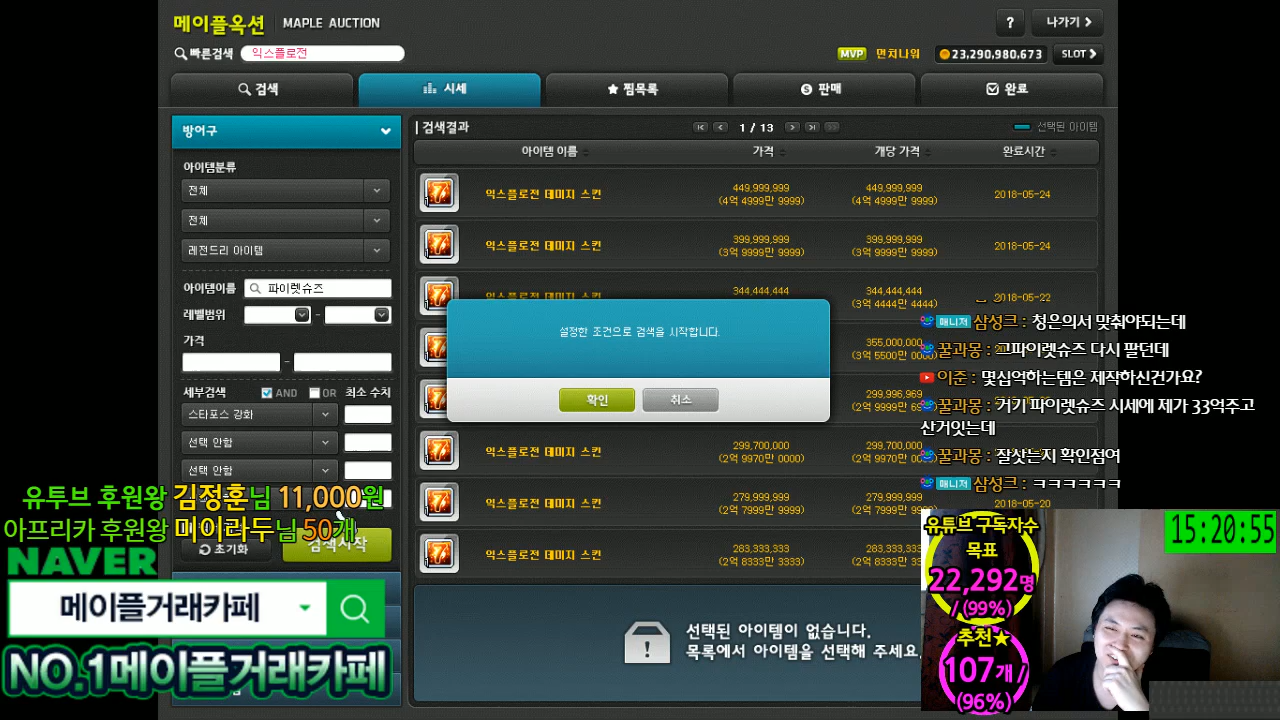 메이플옥션 MAPLE AUCTION
? 나가기
빠른검색 익스플로전
MVP 먼치나워 23,290,980,673 SLOT
검색 시세 찜목록 판매 완료
방어구
아이템분류
전체
전체
레전드리 아이템
아이템이름 파이렛슈즈
레벨범위 -
가격
-
세부검색 AND OR 최소 수치
스타포스 강화
선택 안함
선택 안함
초기화 검색시작
검색결과 1 / 13 선택된 아이템
아이템 이름 가격 개당 가격 완료시간
익스플로전 데미지 스킨 449,999,999 449,999,999 2018-05-24
(4억 4999만 9999) (4억 4999만 9999)
익스플로전 데미지 스킨 399,999,999 399,999,999 2018-05-24
(3억 9999만 9999) (3억 9999만 9999)
익스플로전 데미지 스킨 344,444,444 344,444,444 2018-05-22
(3억 4444만 4444)
355,000,000
설정한 조건으로 검색을 시작합니다.
확인 취소
299,996,969
익스플로전 데미지 스킨 299,700,000 299,700,000
(2억 9970만 0000) (2억 9970만 0000)
익스플로전 데미지 스킨 279,999,999 279,999,999 2018-05-20
(2억 7999만 9999) (2억 7999만 9999)
익스플로전 데미지 스킨 283,333,333 283,333,333
(2억 8333만 3333) (2억 8333만 3333)
선택된 아이템이 없습니다.
목록에서 아이템을 선택해 주세요.
매니저 삼성크 : 청은의서 맞춰야되는데
꿀과몽 : 그파이렛슈즈 다시 팔던데
이준 : 몇십억하는템은 제작하신건가요?
꿀과몽 : 거기 파이렛슈즈 시세에 제가 33억주고
산거잇는데
꿀과몽 : 잘삿는지 확인점여
매니저 삼성크 : ㅋㅋㅋㅋㅋㅋ
유투브 후원왕 김정훈님 11,000원
아프리카 후원왕 미이라두님 50개
NAVER
메이플거래카페
NO.1메이플거래카페
유튜브 구독자수
목표
22,292명
/ (99%)
추천★
107개 /
(96%)
15:20:55